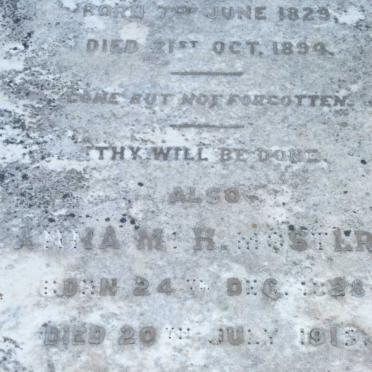 BORN 7TH JUNE 1829.
DIED 21ST OCT. 1899.
GONE BUT NOT FORGOTTEN.
THY WILL BE DONE.
ALSO
M. H.
BORN 24TH DEC.
DIED 20TH JULY 1913.